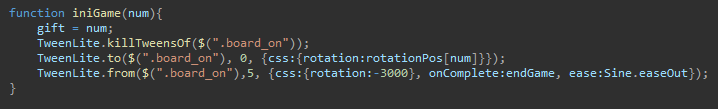 function iniGame(num){
gift = num;
TweenLite.killTweensOf($(".board_on"));
TweenLite.to($(".board_on"), 0, {css:{rotation:rotationPos[num]}});
TweenLite.from($(".board_on"),5, {css:{rotation:-3000}, onComplete:endGame, ease:Sine.easeOut});
}